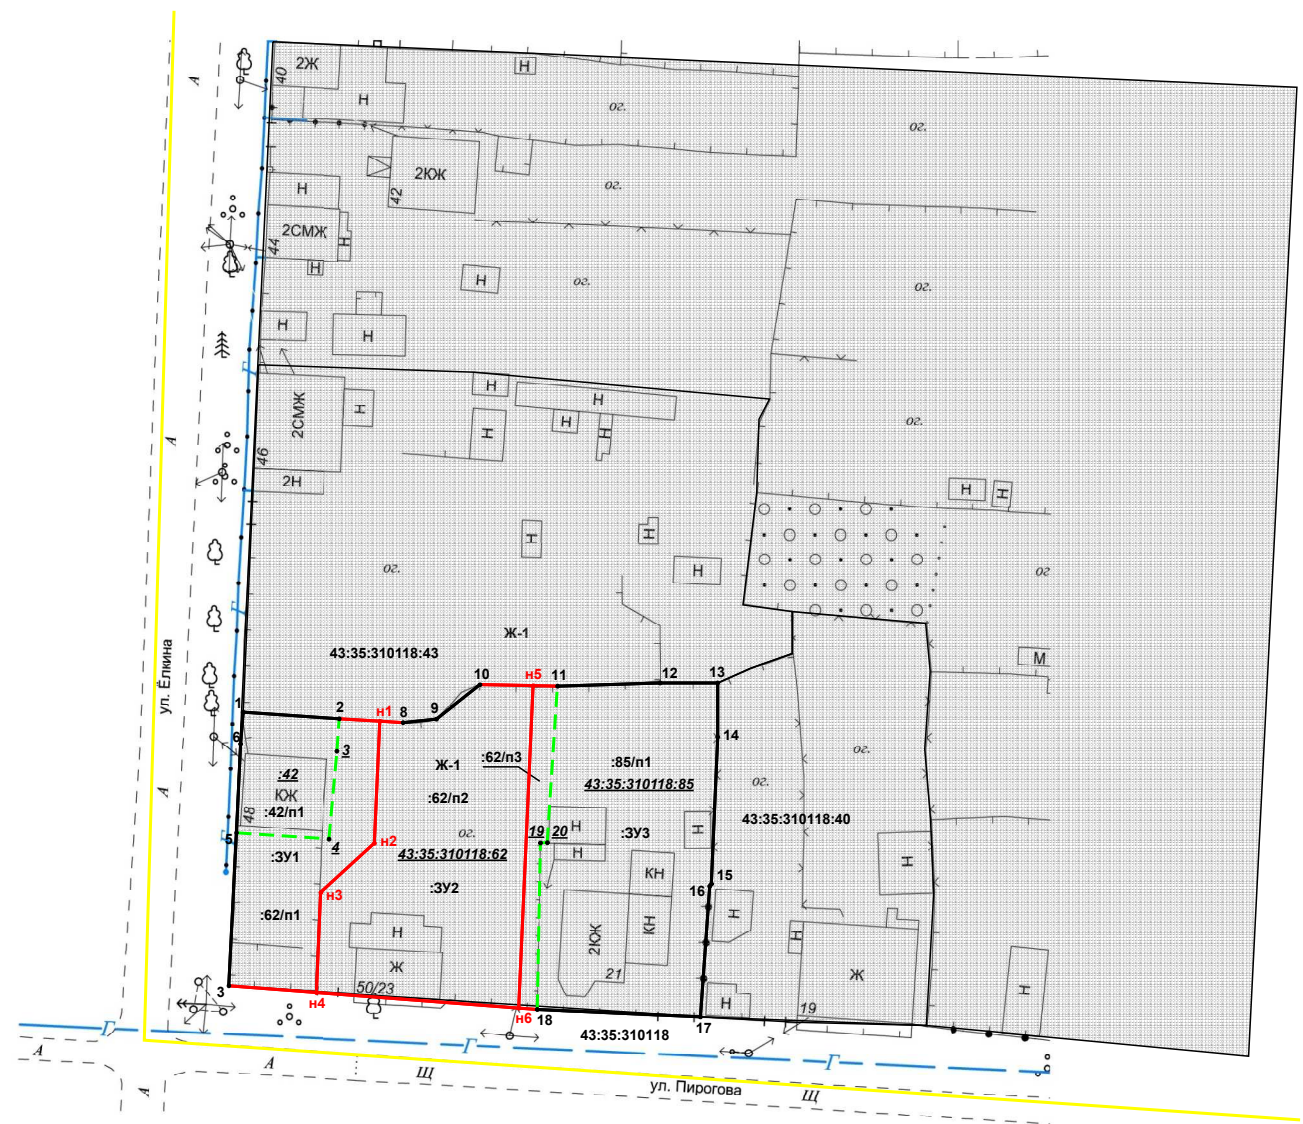 А
2Ж
40
Н
Н
ог.
ог.
2КЖ
42
ог.
Н
2СМЖ
44
Н
Н
Н
ог.
ог.
Н
Н
Г
2СМЖ
46
2Н
Н
Н
Н
Н
Н
Н
ог.
А
Н
Н
Н
Н
Н
ог.
ог
Г
Ж-1
43:35:310118:43
М
ул. Ёлкина
10
н5
11
12
13
1
2
н1
8
9
6
3
14
:62/п3
:85/п1
43:35:310118:85
Ж-1
:62/п2
:42
КЖ
:42/п1
48
А
ог.
ог.
43:35:310118:40
5
Г
4
н2
ог.
19
20
Н
Н
:ЗУ3
Н
:ЗУ1
43:35:310118:62
:ЗУ2
н3
КН
КН
2КЖ
21
15
16
Н
Н
Н
:62/п1
Н
Ж
50/23
Н
Ж
19
Н
3
н4
н6
18
17
43:35:310118
Г
Г
Г
А
А
А
Щ
ул. Пирогова
Щ